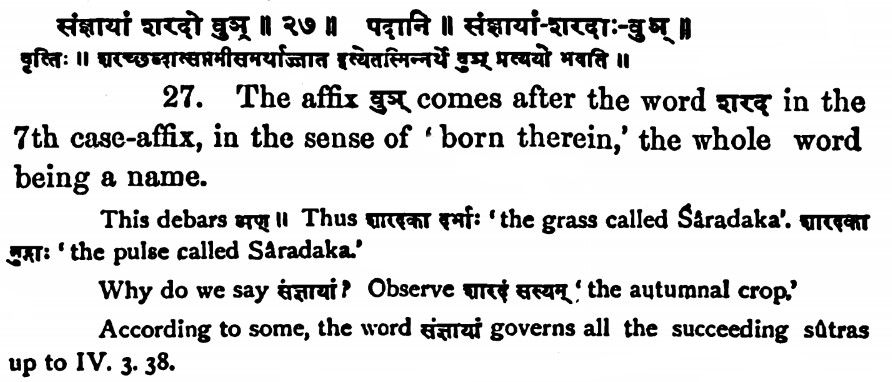 संज्ञायां शरदो वुञ् ॥ २७ ॥ पदानि ॥ संज्ञायां-शरदाः-वुञ् ॥
वृत्तिः ॥ शरच्छब्दात्सप्तमीसमर्थाज्जात इत्येतस्मिन्नर्थे वुञ् प्रत्ययो भवति ॥
27. The affix वुञ् comes after the word शरद in the
7th case-affix, in the sense of ‘ born therein,’ the whole word
being a name.
This debars अण् ॥ Thus शारदका दर्भाः ‘the grass called Śâradaka’. शारदका
मुद्गाः ‘the pulse called Sâradaka.’
Why do we say संज्ञायां? Observe शारदं सस्यम् ‘the autumnal crop.’
According to some, the word संज्ञायां governs all the succeeding sûtras
up to IV. 3. 38.